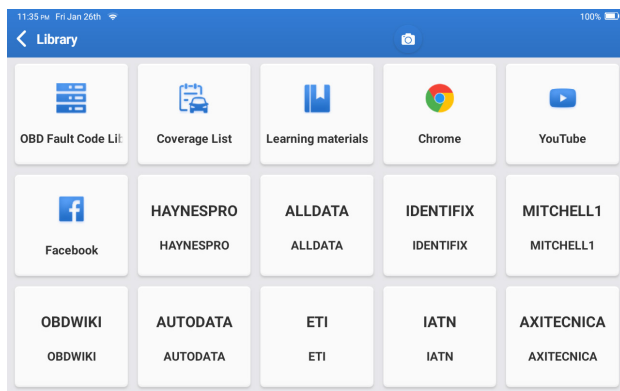 11:35 PM Fri Jan 26th
100%
Library
OBD Fault Code Lib
Coverage List
Learning materials
Chrome
YouTube
Facebook
HAYNESPRO
HAYNESPRO
ALLDATA
ALLDATA
IDENTIFIX
IDENTIFIX
MITCHELL1
MITCHELL1
OBDWIKI
OBDWIKI
AUTODATA
AUTODATA
ETI
ETI
IATN
IATN
AXITECNICA
AXITECNICA